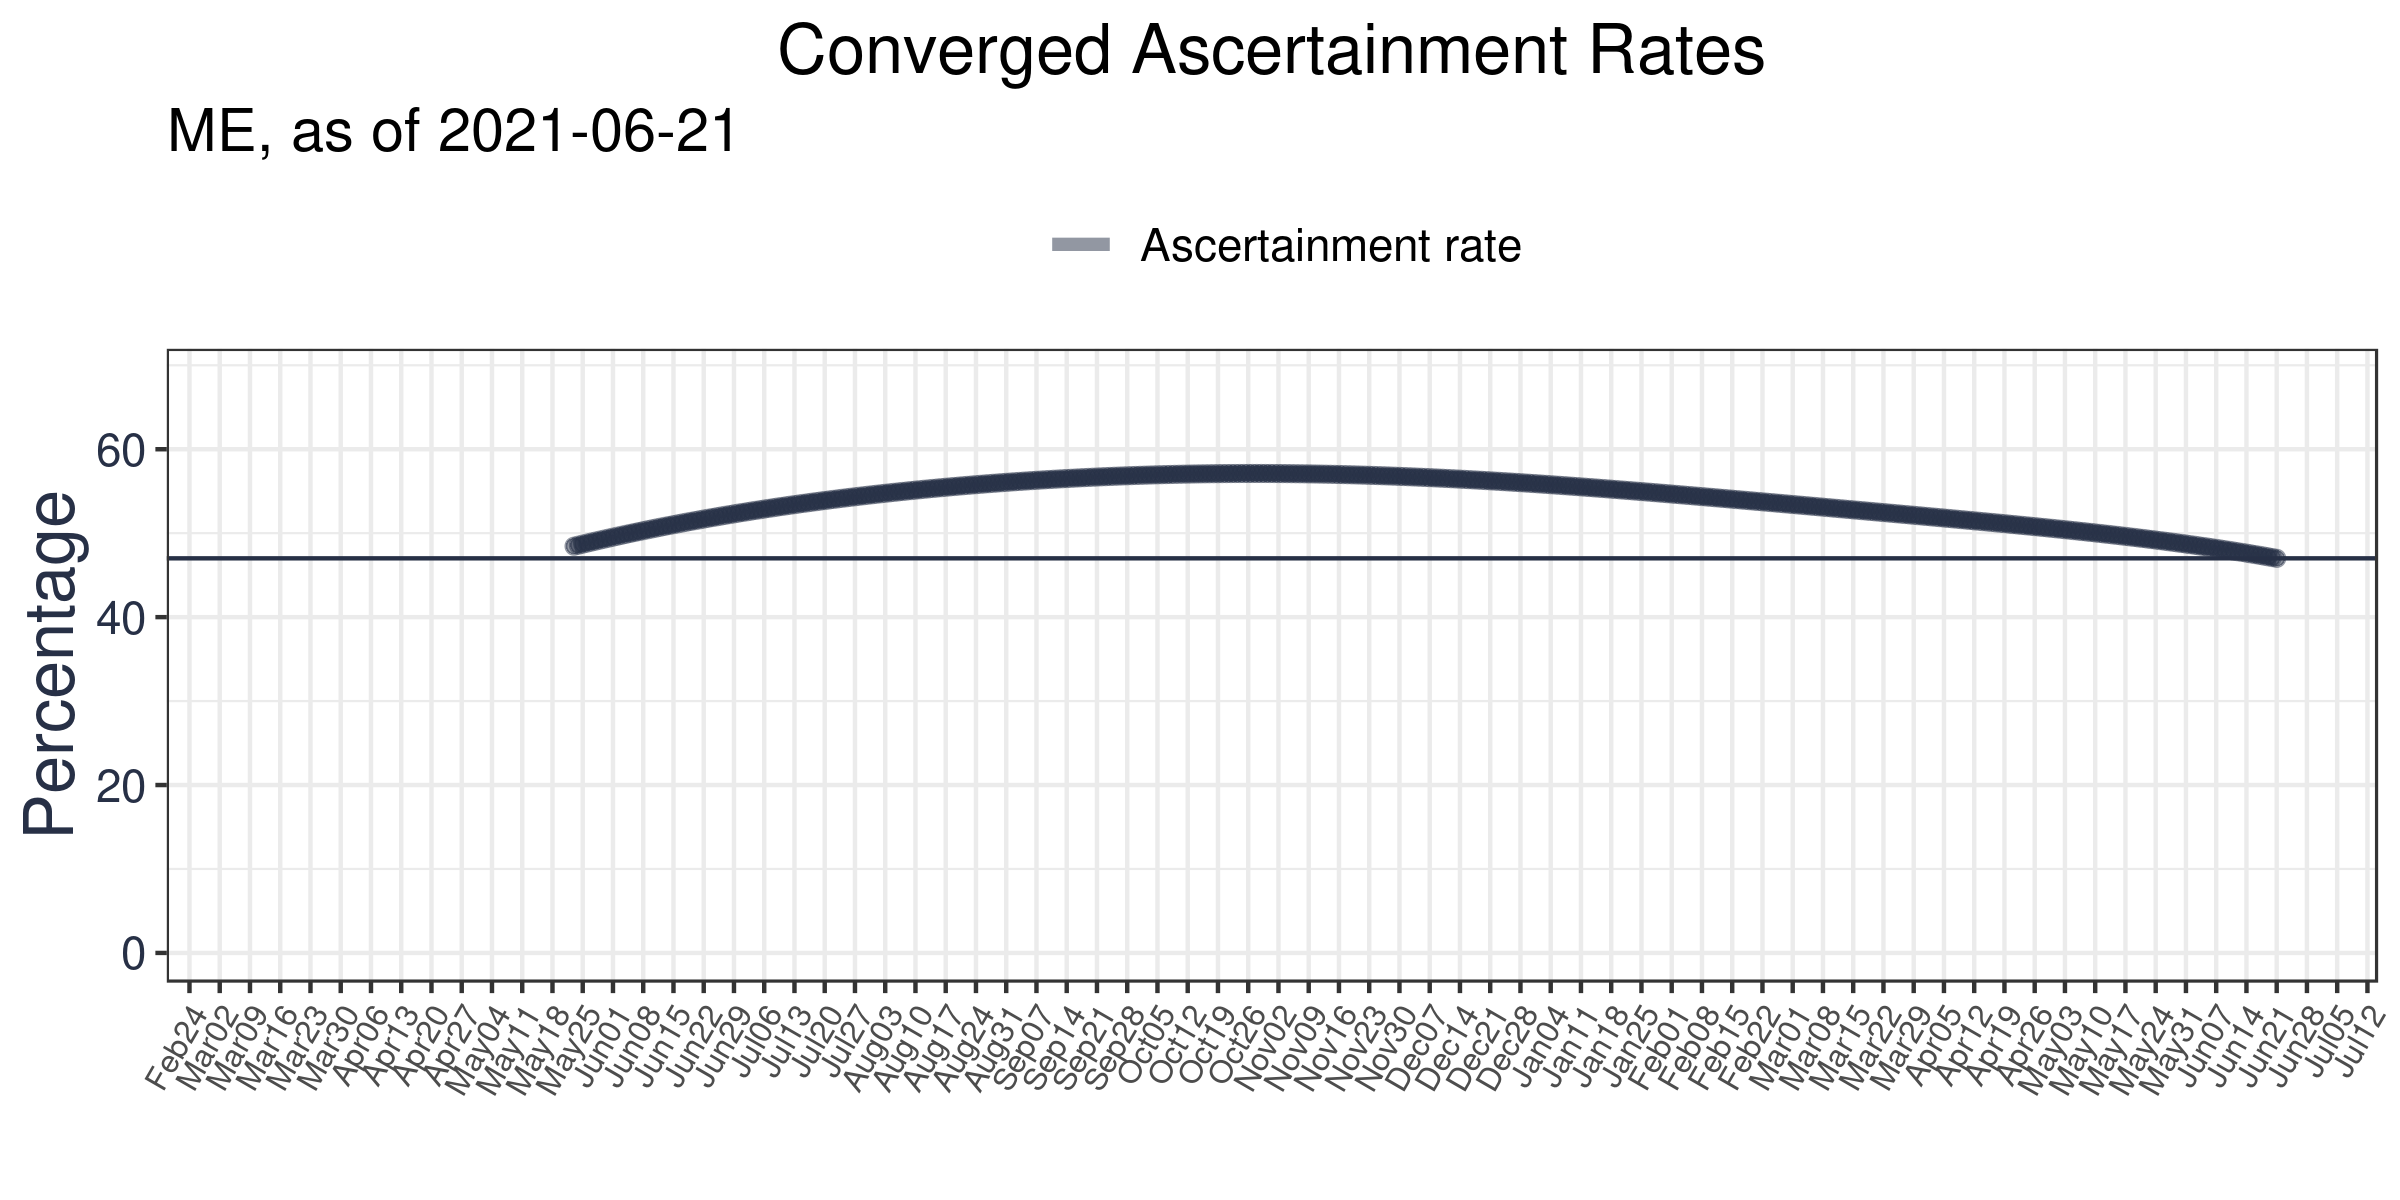 Converged Ascertainment Rates
ME, as of 2021-06-21
Ascertainment rate
Percentage
60
40
20
0
Feb24 Mar02 Mar09 Mar16 Mar23 Mar30 Apr06 Apr13 Apr20 Apr27 May04 May11 May18 May25 Jun01 Jun08 Jun15 Jun22 Jun29 Jul06 Jul13 Jul20 Jul27 Aug03 Aug10 Aug17 Aug24 Aug31 Sep07 Sep14 Sep21 Sep28 Oct05 Oct12 Oct19 Oct26 Nov02 Nov09 Nov16 Nov23 Nov30 Dec07 Dec14 Dec21 Dec28 Jan04 Jan11 Jan18 Jan25 Feb01 Feb08 Feb15 Feb22 Mar01 Mar08 Mar15 Mar22 Mar29 Apr05 Apr12 Apr19 Apr26 May03 May10 May17 May24 May31 Jun07 Jun14 Jun21 Jun28 Jul05 Jul12